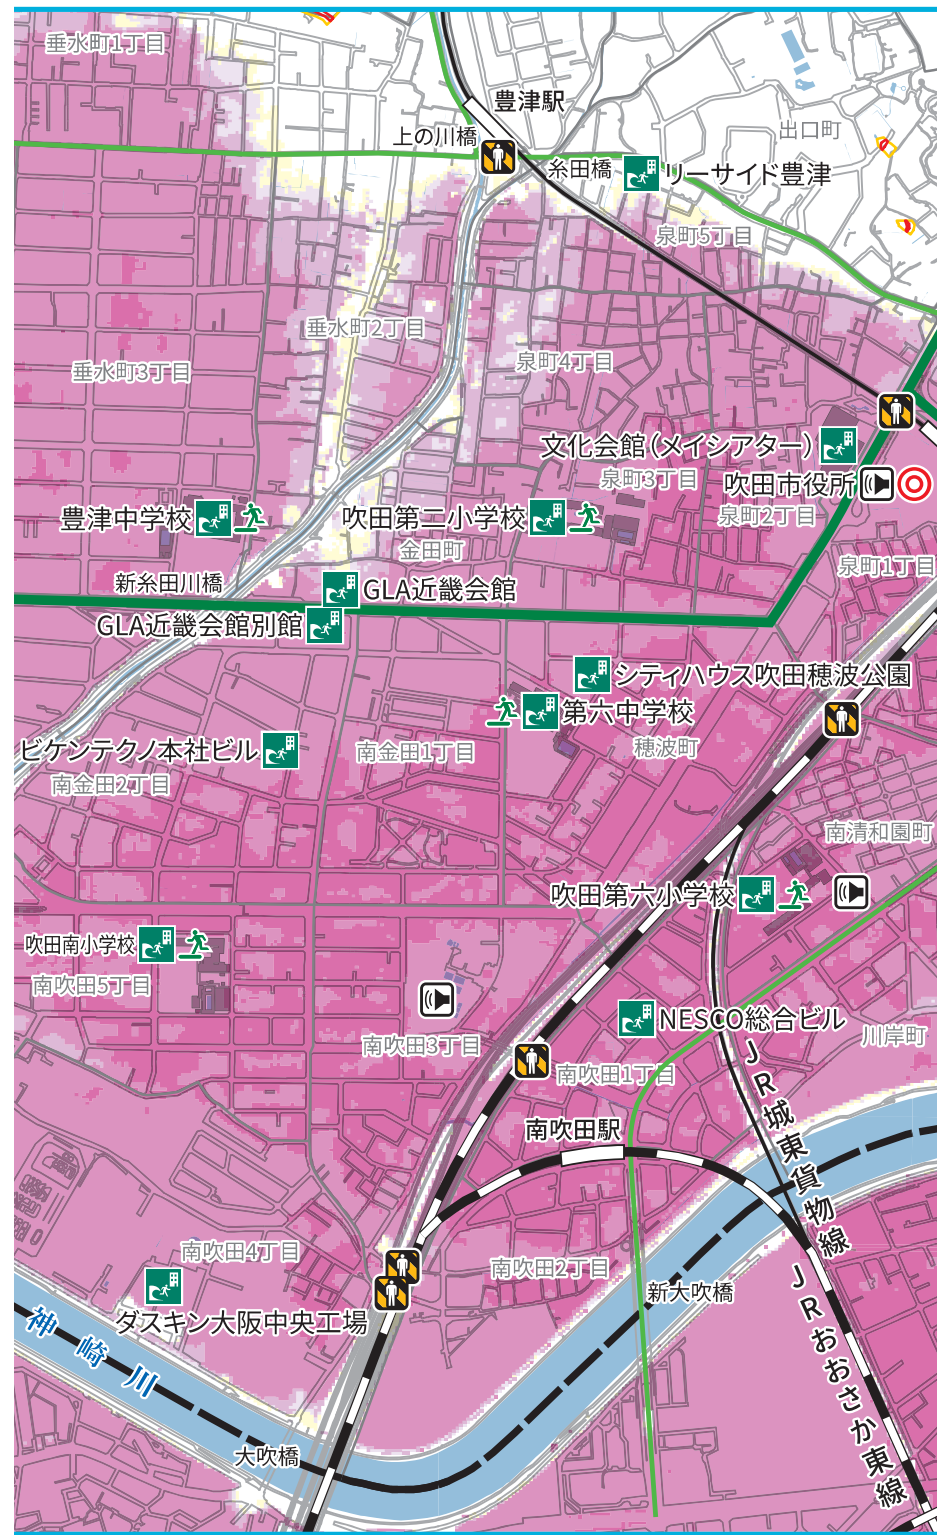 垂水町1丁目
豊津駅
上の川橋
出口町
糸田橋
リーサイド豊津
泉町5丁目
垂水町2丁目
垂水町3丁目
泉町4丁目
文化会館(メイシアター)
泉町3丁目
吹田市役所
豊津中学校
吹田第二小学校
泉町2丁目
金田町
泉町1丁目
新糸田川橋
GLA近畿会館
GLA近畿会館別館
シティハウス吹田穂波公園
第六中学校
ビケンテクノ本社ビル
南金田1丁目
穂波町
南金田2丁目
南清和園町
吹田第六小学校
吹田南小学校
南吹田5丁目
NESCO総合ビル
川岸町
南吹田3丁目
南吹田1丁目
JR城東貨物線
南吹田駅
南吹田4丁目
南吹田2丁目
JRおおさか東線
新大吹橋
ダスキン大阪中央工場
神崎川
大吹橋